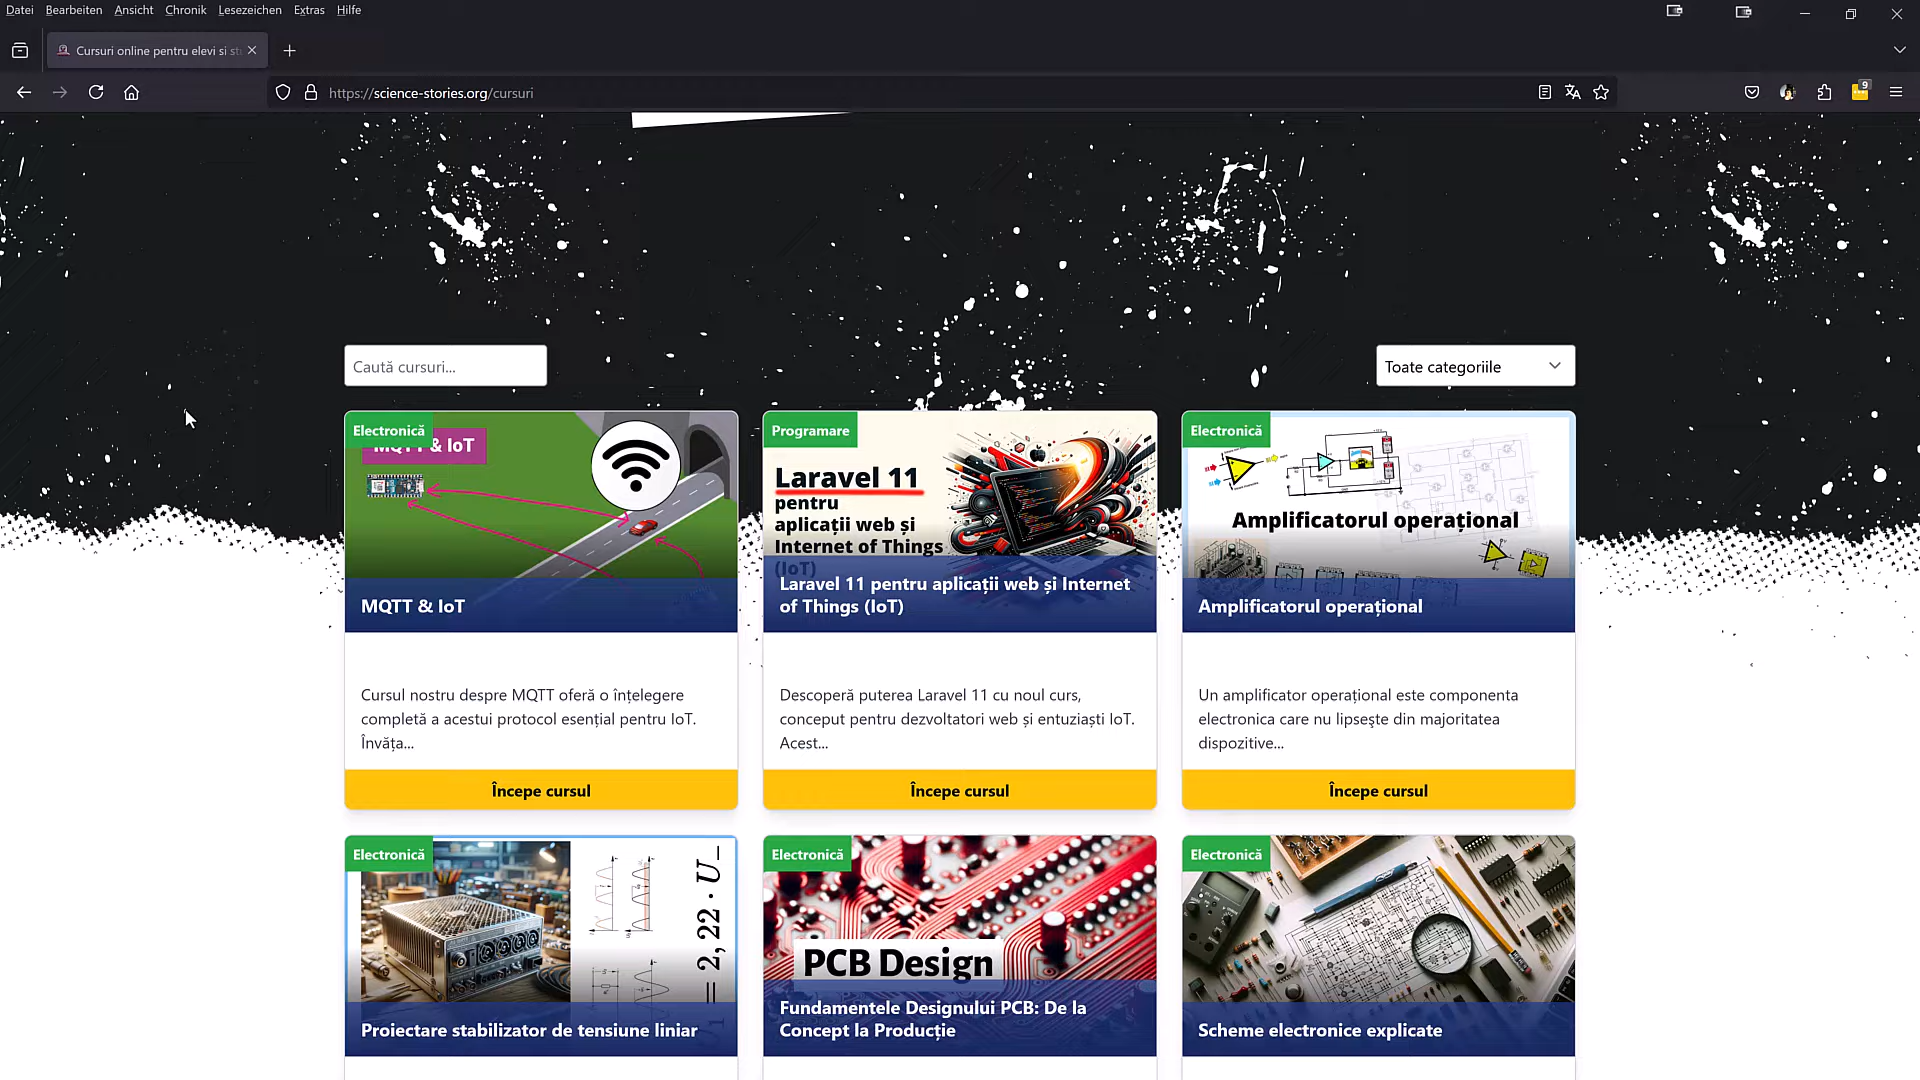 Datei Bearbeiten Ansicht Chronik Lesezeichen Extras Hilfe
Cursuri online pentru elevi si st
https://science-stories.org/cursuri
9
Caută cursuri...
Toate categoriile
Electronică
MQTT & IoT
MQTT & IoT
Cursul nostru despre MQTT oferă o înțelegere
completă a acestui protocol esențial pentru IoT.
Învăța...
Începe cursul
Programare
Laravel 11
pentru
aplicații web și
Internet of Things
(IoT)
Laravel 11 pentru aplicații web și Internet
of Things (IoT)
Descoperă puterea Laravel 11 cu noul curs,
conceput pentru dezvoltatori web și entuziaști IoT.
Acest...
Începe cursul
Electronică
Amplificatorul operațional
Amplificatorul operațional
Un amplificator operațional este componenta
electronica care nu lipsește din majoritatea
dispozitive...
Începe cursul
Electronică
= 2,22 · U
Proiectare stabilizator de tensiune liniar
Electronică
PCB Design
Fundamentele Designului PCB: De la
Concept la Producție
Electronică
Scheme electronice explicate